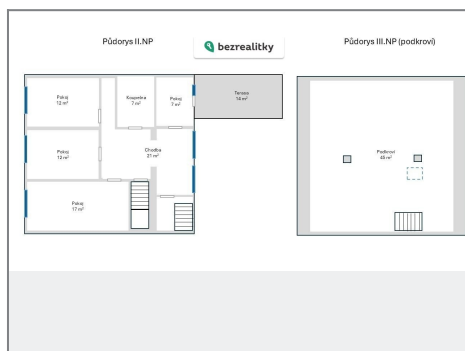 Půdorys II.NP
bezrealitky
Půdorys III.NP (podkroví)
Pokoj
12 m²
Koupelna
7 m²
Pokoj
7 m²
Terasa
14 m²
Pokoj
12 m²
Chodba
21 m²
Podkroví
45 m²
Pokoj
17 m²